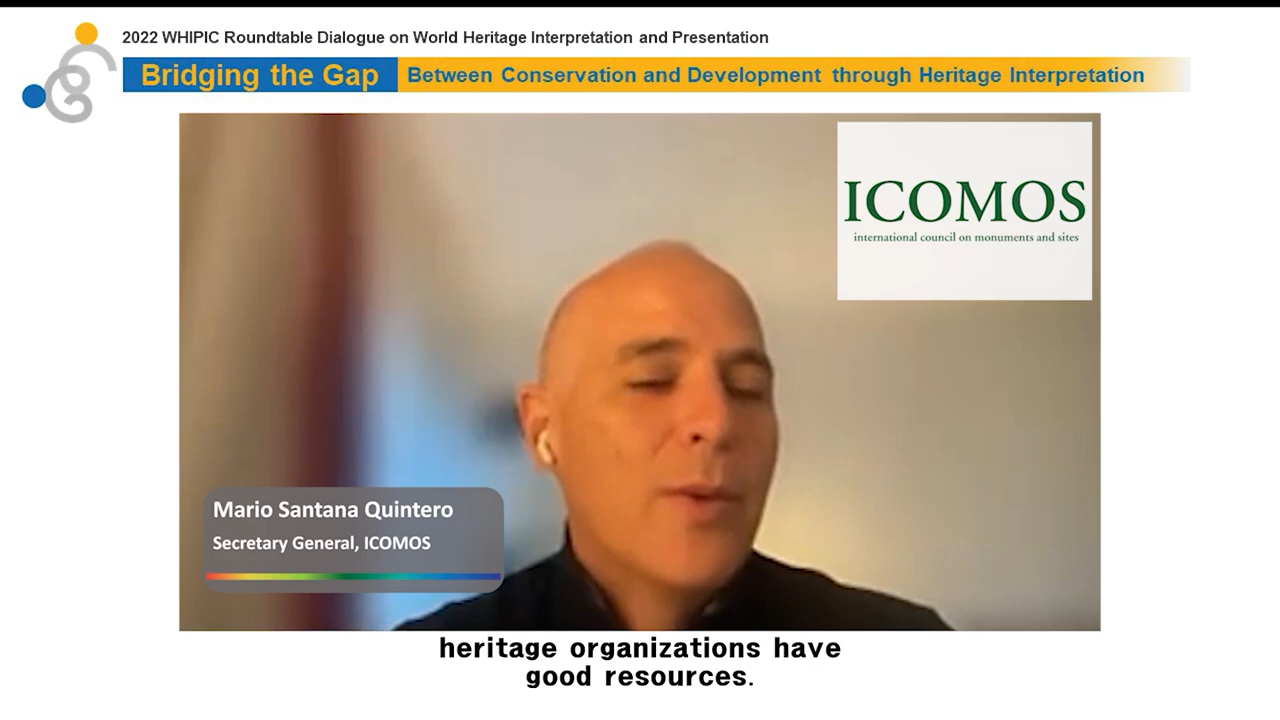 2022 WHIPIC Roundtable Dialogue on World Heritage Interpretation and Presentation
Bridging the Gap Between Conservation and Development through Heritage Interpretation
ICOMOS
international council on monuments and sites
Mario Santana Quintero
Secretary General, ICOMOS
heritage organizations have
good resources.